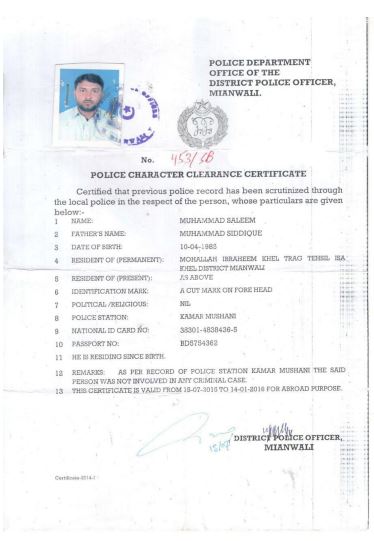 POLICE DEPARTMENT
OFFICE OF THE
DISTRICT POLICE OFFICER,
MIANWALI.
No. 453/SB
POLICE CHARACTER CLEARANCE CERTIFICATE
Certified that previous police record has been scrutinized through
the local police in the respect of the person, whose particulars are given
below:-
1 NAME: MUHAMMAD SALEEM
2 FATHER'S NAME: MUHAMMAD SIDDIQUE
3 DATE OF BIRTH: 10-04-1985
4 RESIDENT OF (PERMANENT): MOHALLAH IBRAHEEM KHEL TRAG TEHSIL ISA
KHEL DISTRICT MIANWALI
5 RESIDENT OF (PRESENT): AS ABOVE
6 IDENTIFICATION MARK: A CUT MARK ON FORE HEAD
7 POLITICAL /RELIGIOUS: NIL
8 POLICE STATION: KAMAR MUSHANI
9 NATIONAL ID CARD NO: 38301-4838436-5
10 PASSPORT NO: BD5754362
11 HE IS RESIDING SINCE BIRTH.
12 REMARKS: AS PER RECORD OF POLICE STATION KAMAR MUSHANI THE SAID
PERSON WAS NOT INVOLVED IN ANY CRIMINAL CASE.
13 THIS CERTIFICATE IS VALID FROM 15-07-2015 TO 14-01-2016 FOR ABROAD PURPOSE.
DISTRICT POLICE OFFICER,
MIANWALI
Certificate-2014-1